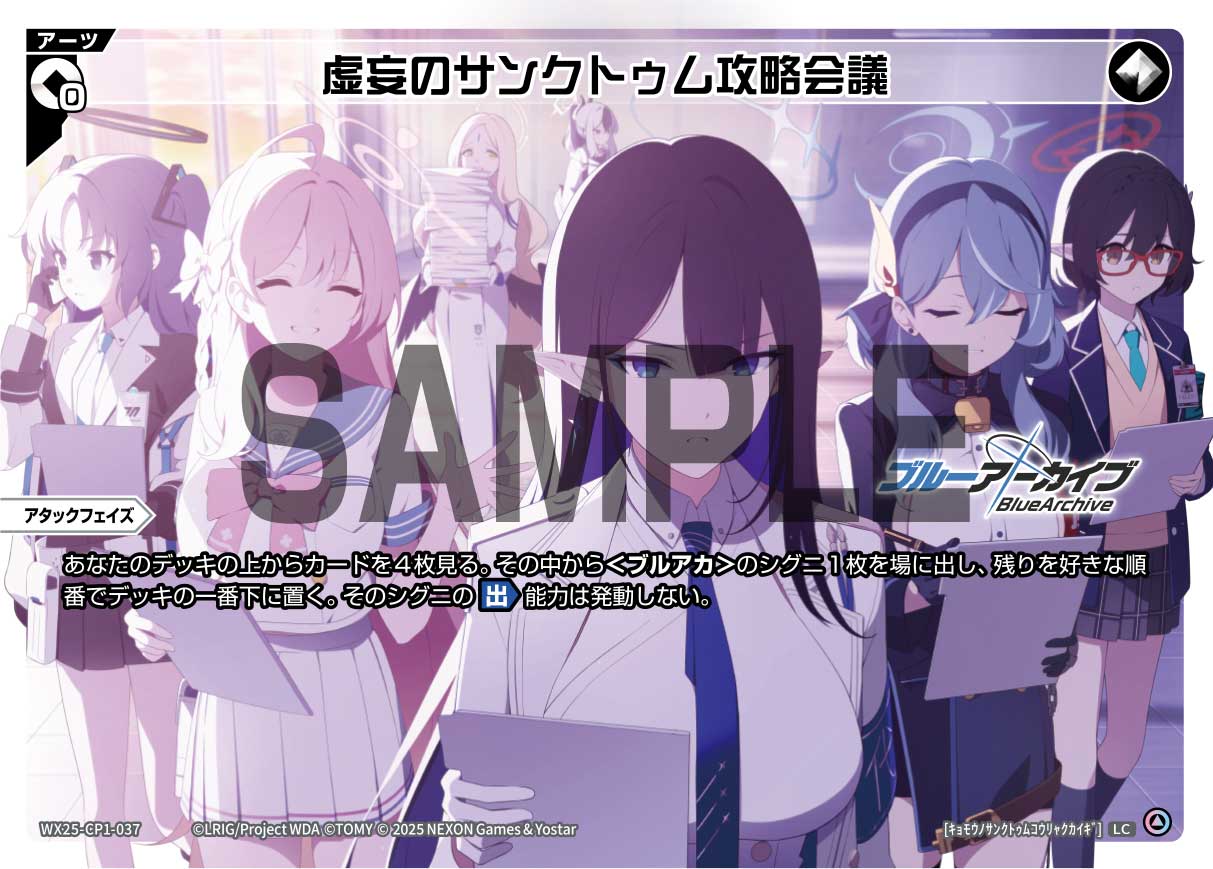 アーツ
虚妄のサンクトゥム攻略会議
0
SAMPLE
ブルーアーカイブ
BlueArchive
アタックフェイズ
あなたのデッキの上からカードを４枚見る。その中から<ブルアカ>のシグニ１枚を場に出し、残りを好きな順
番でデッキの一番下に置く。そのシグニの 出 能力は発動しない。
WX25-CP1-037
©LRIG/Project WDA ©TOMY © 2025 NEXON Games & Yostar
[ｷｮﾓｳﾉｻﾝｸﾄｩﾑｺｳﾘｬｸｶｲｷﾞ] LC